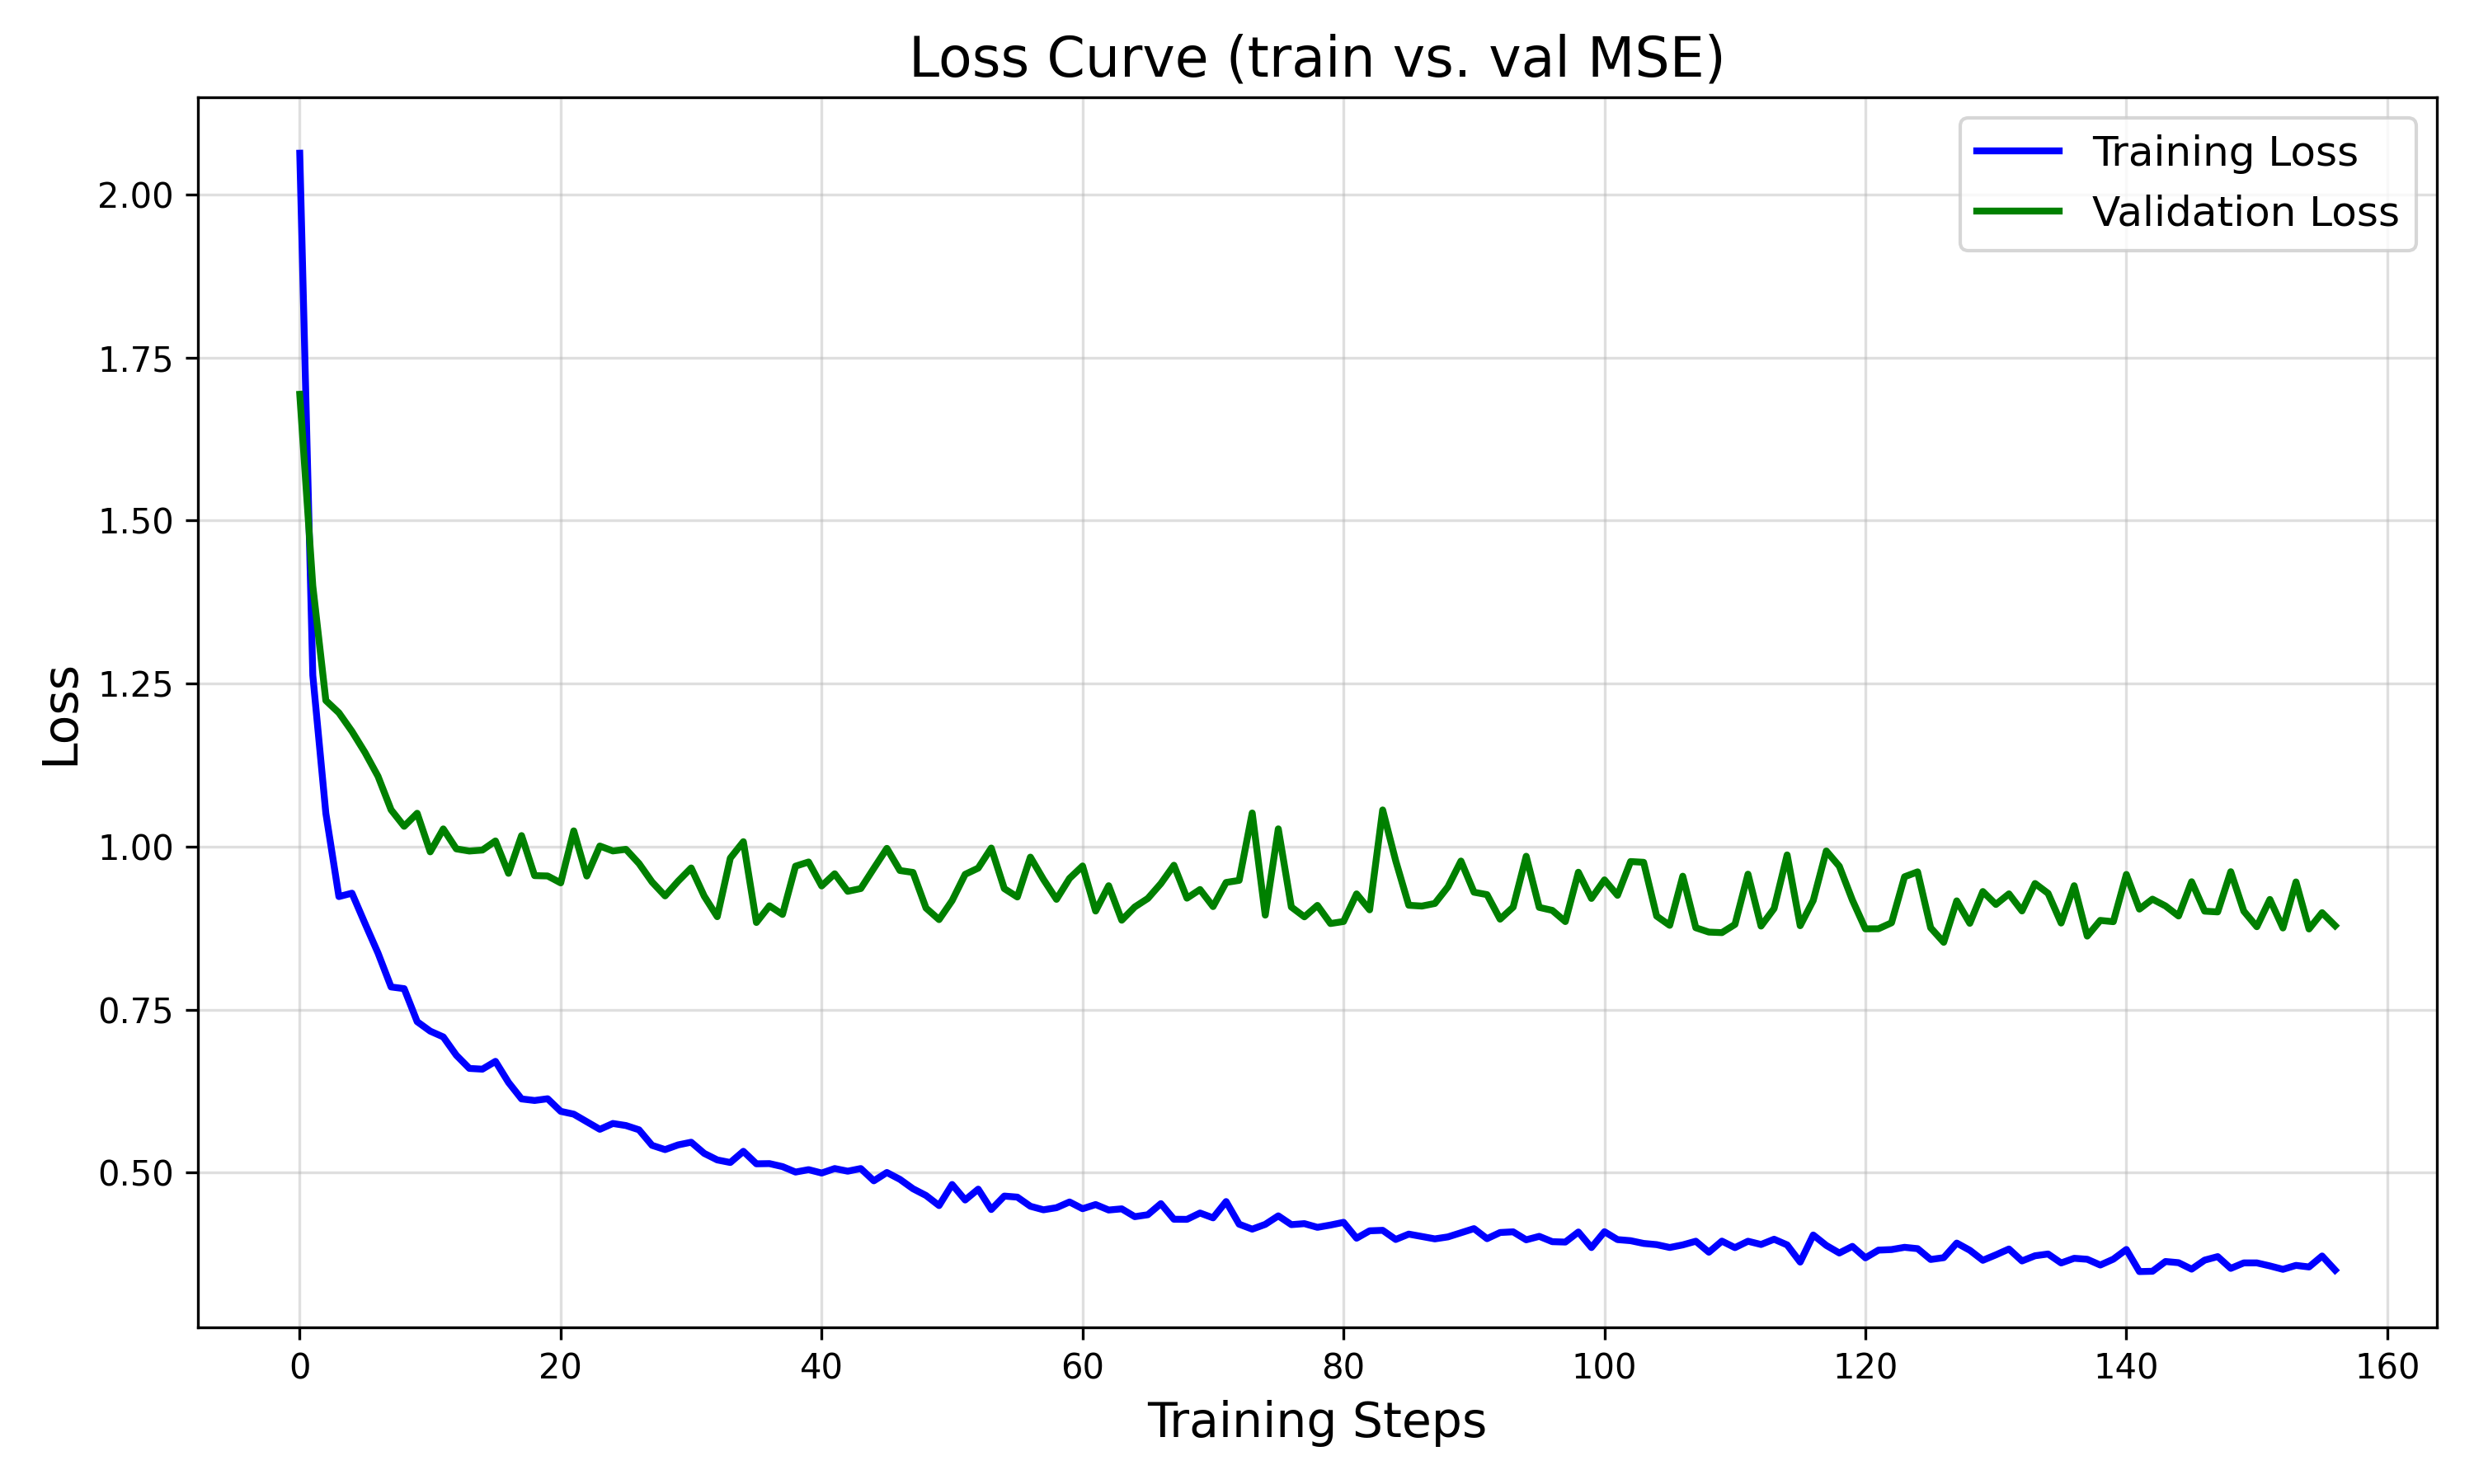 Loss Curve (train vs. val MSE)
Training Loss
Validation Loss
2.00
1.75
1.50
1.25
1.00
0.75
0.50
Loss
0 20 40 60 80 100 120 140 160
Training Steps